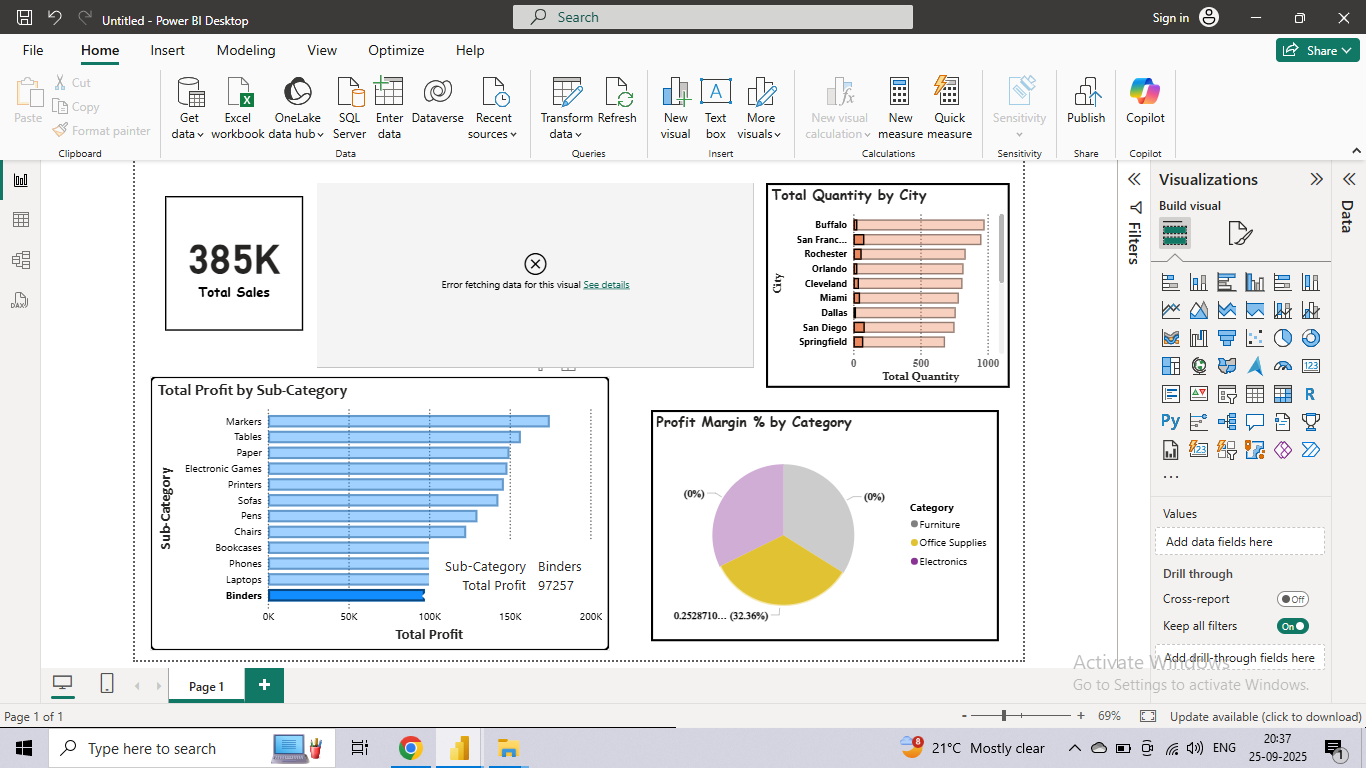 Untitled - Power BI Desktop
Search
Sign in
File Home Insert Modeling View Optimize Help
Share
Paste
Cut
Copy
Format painter
Clipboard
Get data
Excel workbook
OneLake data hub
SQL Server
Enter data
Dataverse
Recent sources
Data
Transform data
Refresh
Queries
New visual
Text box
More visuals
Insert
New visual calculation
New measure
Quick measure
Calculations
Sensitivity
Sensitivity
Publish
Share
Copilot
Copilot
385K
Total Sales
Error fetching data for this visual See details
Total Quantity by City
City
Buffalo
San Franc...
Rochester
Orlando
Cleveland
Miami
Dallas
San Diego
Springfield
0 500 1000
Total Quantity
Total Profit by Sub-Category
Sub-Category
Markers
Tables
Paper
Electronic Games
Printers
Sofas
Pens
Chairs
Bookcases
Phones
Laptops
Binders
Sub-Category Binders
Total Profit 97257
0K 50K 100K 150K 200K
Total Profit
Profit Margin % by Category
(0%)
(0%)
0.2528710... (32.36%)
Category
Furniture
Office Supplies
Electronics
Filters
Visualizations
Build visual
R
Py
123
Values
Add data fields here
Drill through
Cross-report
Off
Keep all filters
On
Add drill-through fields here
Data
DAX
Activate Windows
Go to Settings to activate Windows.
Page 1
Page 1 of 1
- + 69%
Update available (click to download)
Type here to search
8
21°C Mostly clear
ENG
20:37
25-09-2025
1